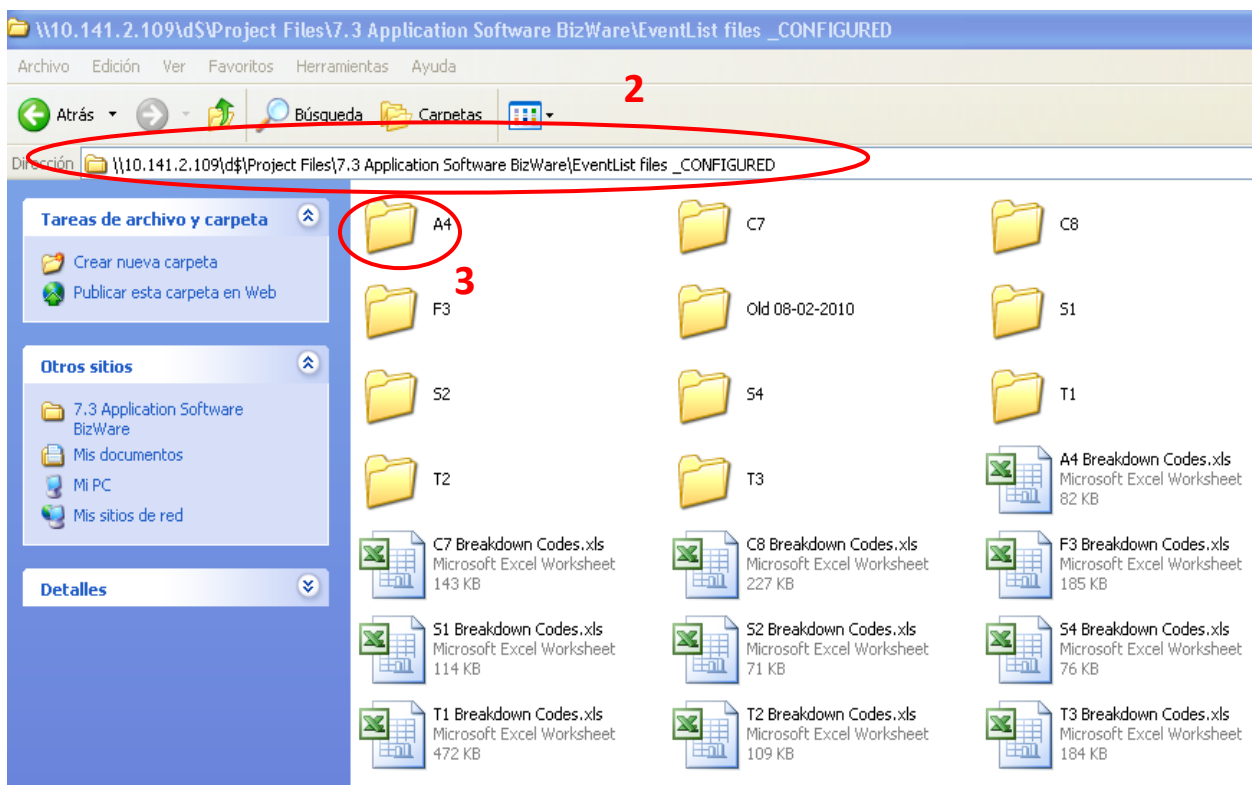 \\10.141.2.109\d$\Project Files\7.3 Application Software BizWare\EventList files _CONFIGURED
Archivo Edición Ver Favoritos Herramientas Ayuda
2
Atrás Búsqueda Carpetas
Dirección \\10.141.2.109\d$\Project Files\7.3 Application Software BizWare\EventList files _CONFIGURED
Tareas de archivo y carpeta
Crear nueva carpeta
Publicar esta carpeta en Web
Otros sitios
7.3 Application Software
BizWare
Mis documentos
Mi PC
Mis sitios de red
Detalles
A4
C7
C8
3
F3
Old 08-02-2010
S1
S2
S4
T1
T2
T3
A4 Breakdown Codes.xls
Microsoft Excel Worksheet
82 KB
C7 Breakdown Codes.xls
Microsoft Excel Worksheet
143 KB
C8 Breakdown Codes.xls
Microsoft Excel Worksheet
227 KB
F3 Breakdown Codes.xls
Microsoft Excel Worksheet
185 KB
S1 Breakdown Codes.xls
Microsoft Excel Worksheet
114 KB
S2 Breakdown Codes.xls
Microsoft Excel Worksheet
71 KB
S4 Breakdown Codes.xls
Microsoft Excel Worksheet
76 KB
T1 Breakdown Codes.xls
Microsoft Excel Worksheet
472 KB
T2 Breakdown Codes.xls
Microsoft Excel Worksheet
109 KB
T3 Breakdown Codes.xls
Microsoft Excel Worksheet
184 KB